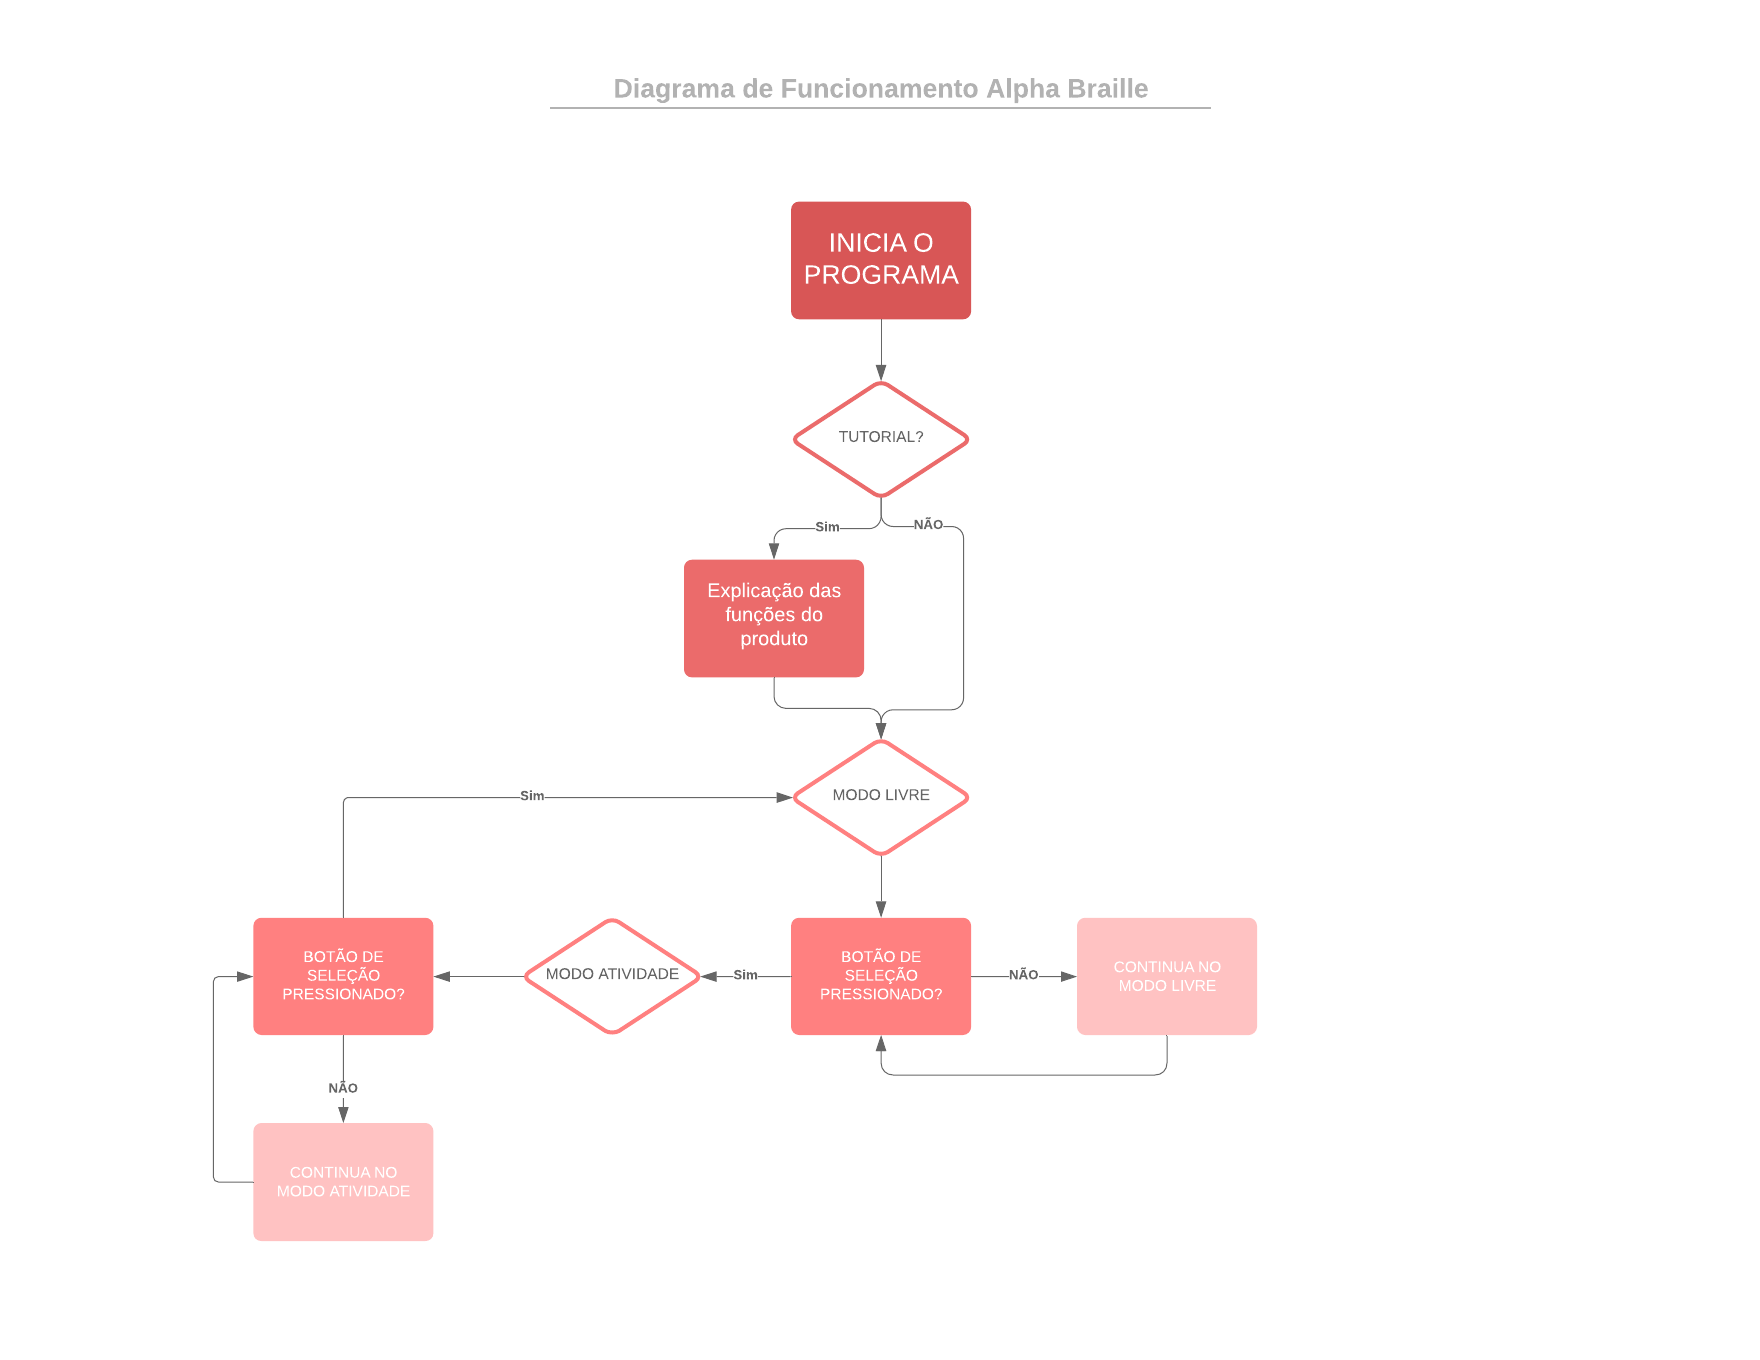 Diagrama de Funcionamento Alpha Braille
INICIA O
PROGRAMA
TUTORIAL?
Sim
NÃO
Explicação das
funções do
produto
MODO LIVRE
Sim
BOTÃO DE
SELEÇÃO
PRESSIONADO?
MODO ATIVIDADE
Sim
BOTÃO DE
SELEÇÃO
PRESSIONADO?
NÃO
CONTINUA NO
MODO LIVRE
NÃO
CONTINUA NO
MODO ATIVIDADE